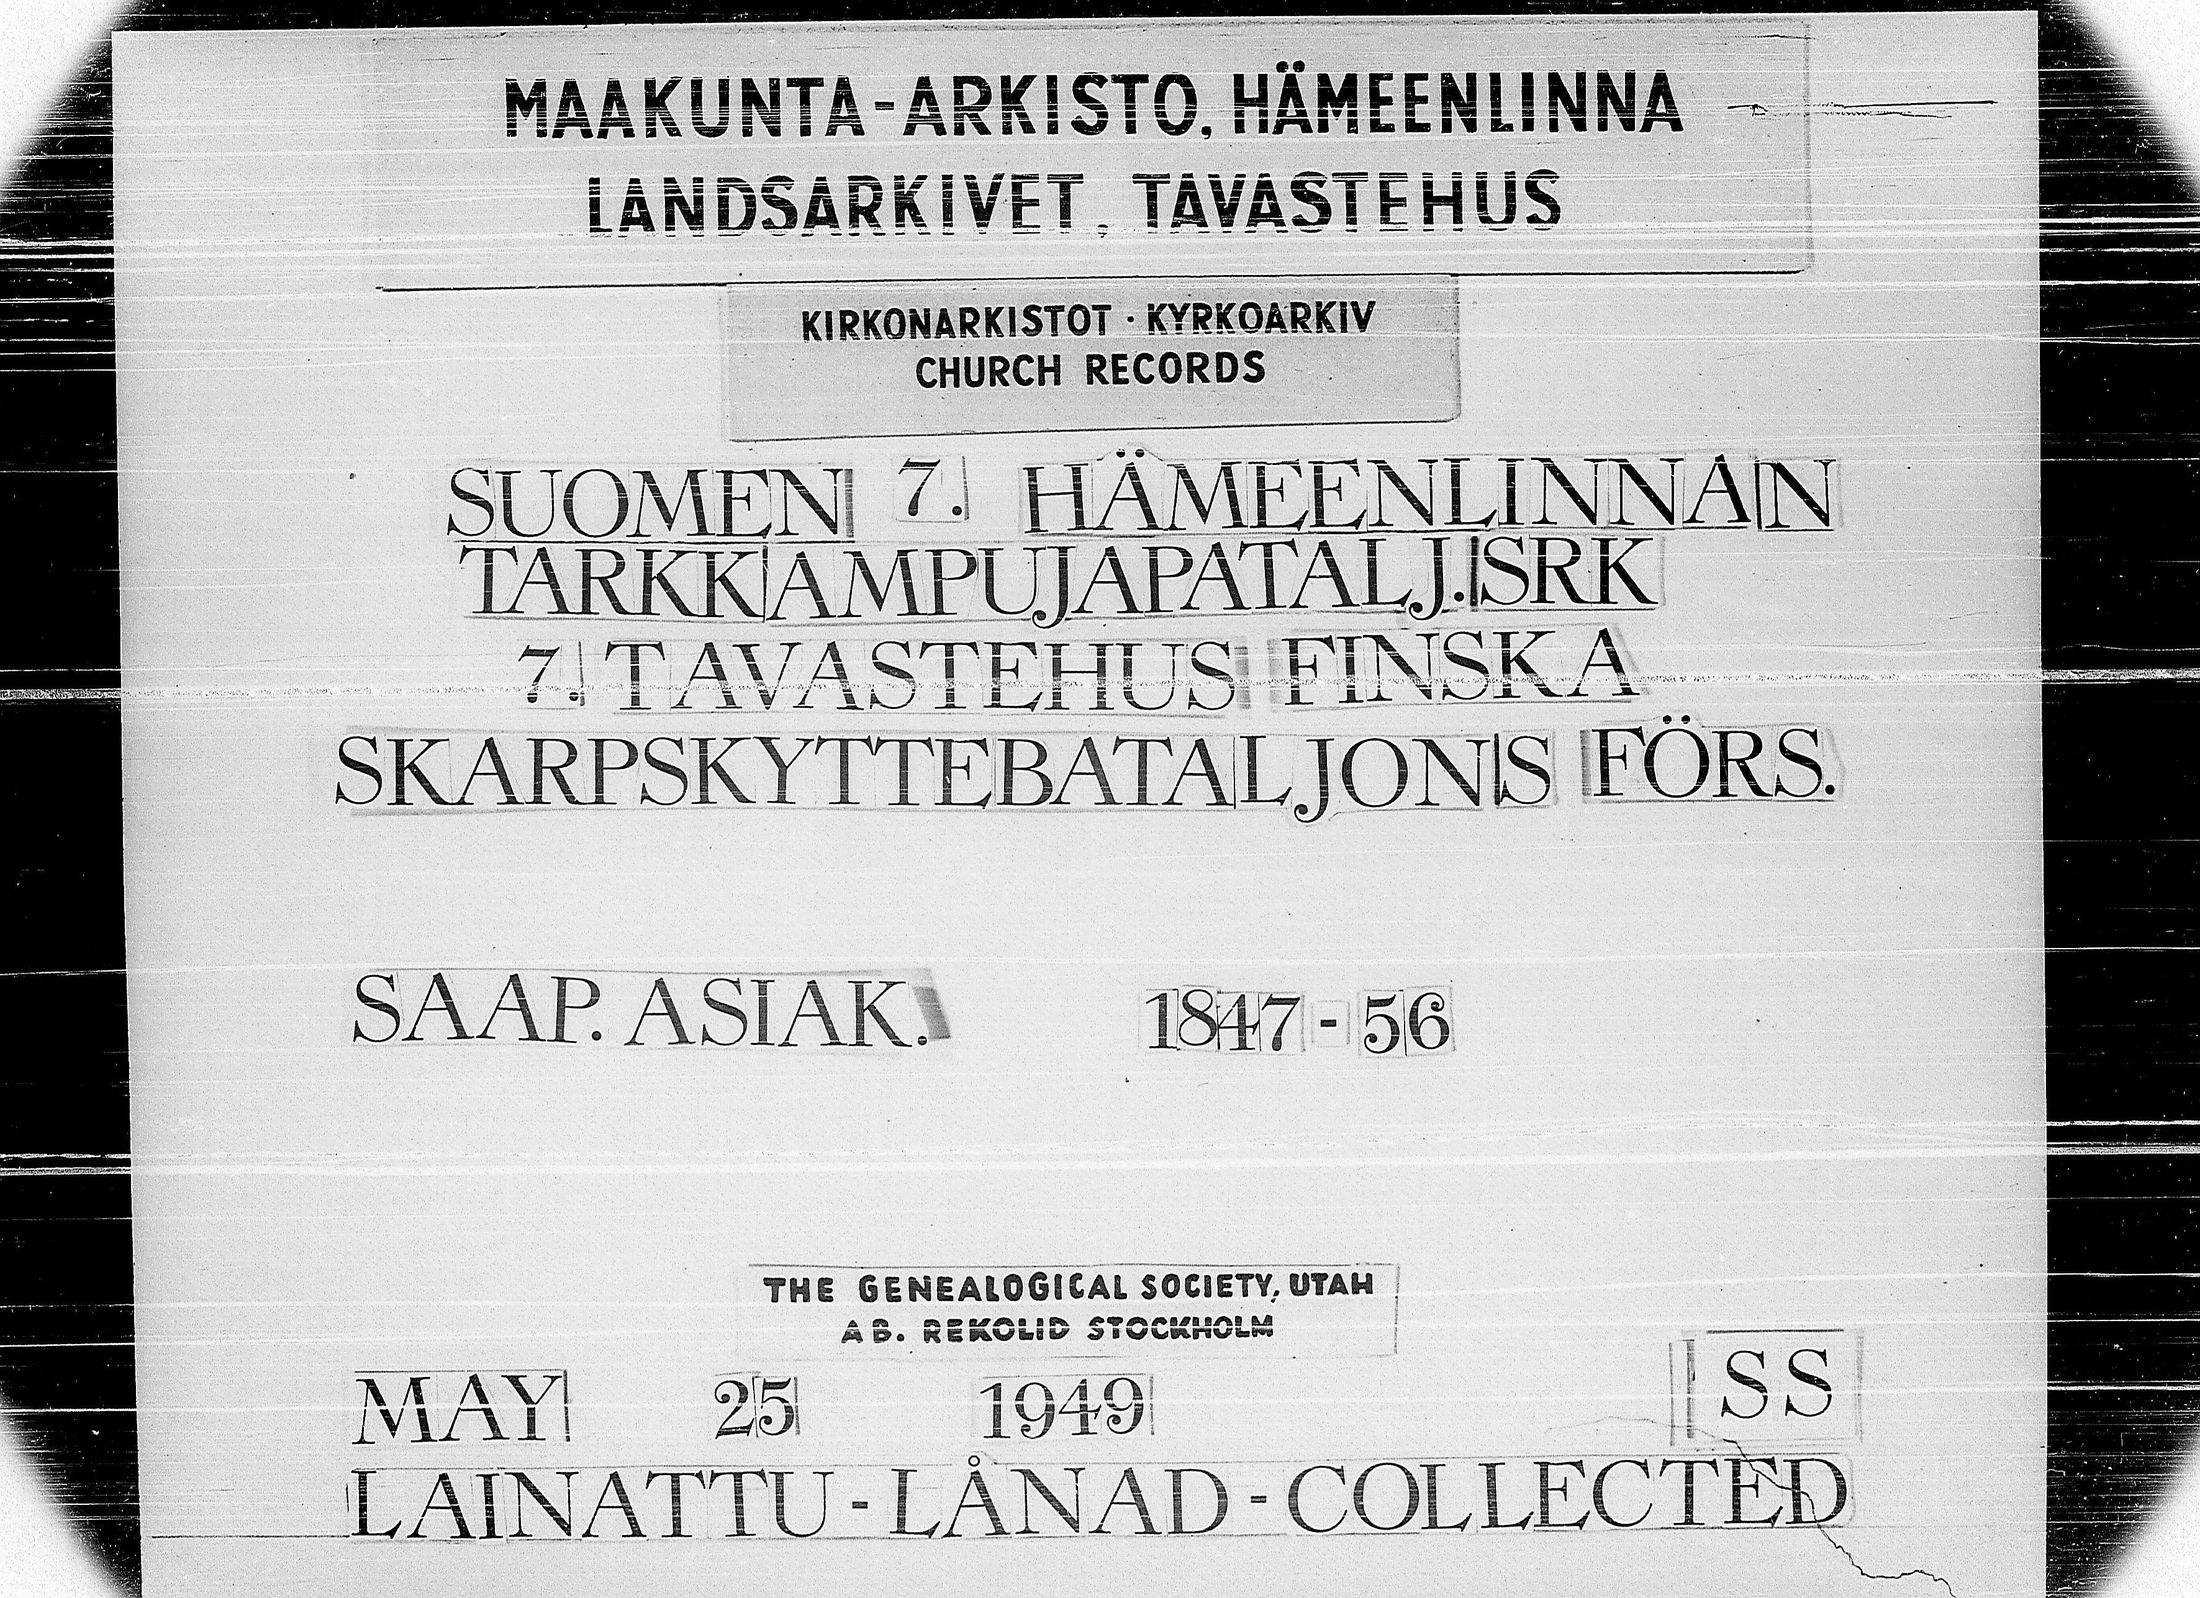 MAAKUNTA-ARKISTO, HÄMEENLINNA
LANDSARKIVET, TAVASTEHUS
KIRKONARKISTOT · KYRKOARKIV
CHURCH RECORDS
SUOMEN 7. HÄMEENLINNAN
TARKKAMPUJAPATALJ. SRK
7. TAVASTEHUS FINSKA
SKARPSKYTTEBATALJONS FÖRS.
SAAP. ASIAK. 1847-56
THE GENEALOGICAL SOCIETY, UTAH
AB. REKOLID STOCKHOLM
MAY 25 1949 SS
LAINATTU-LÅNAD-COLLECTED